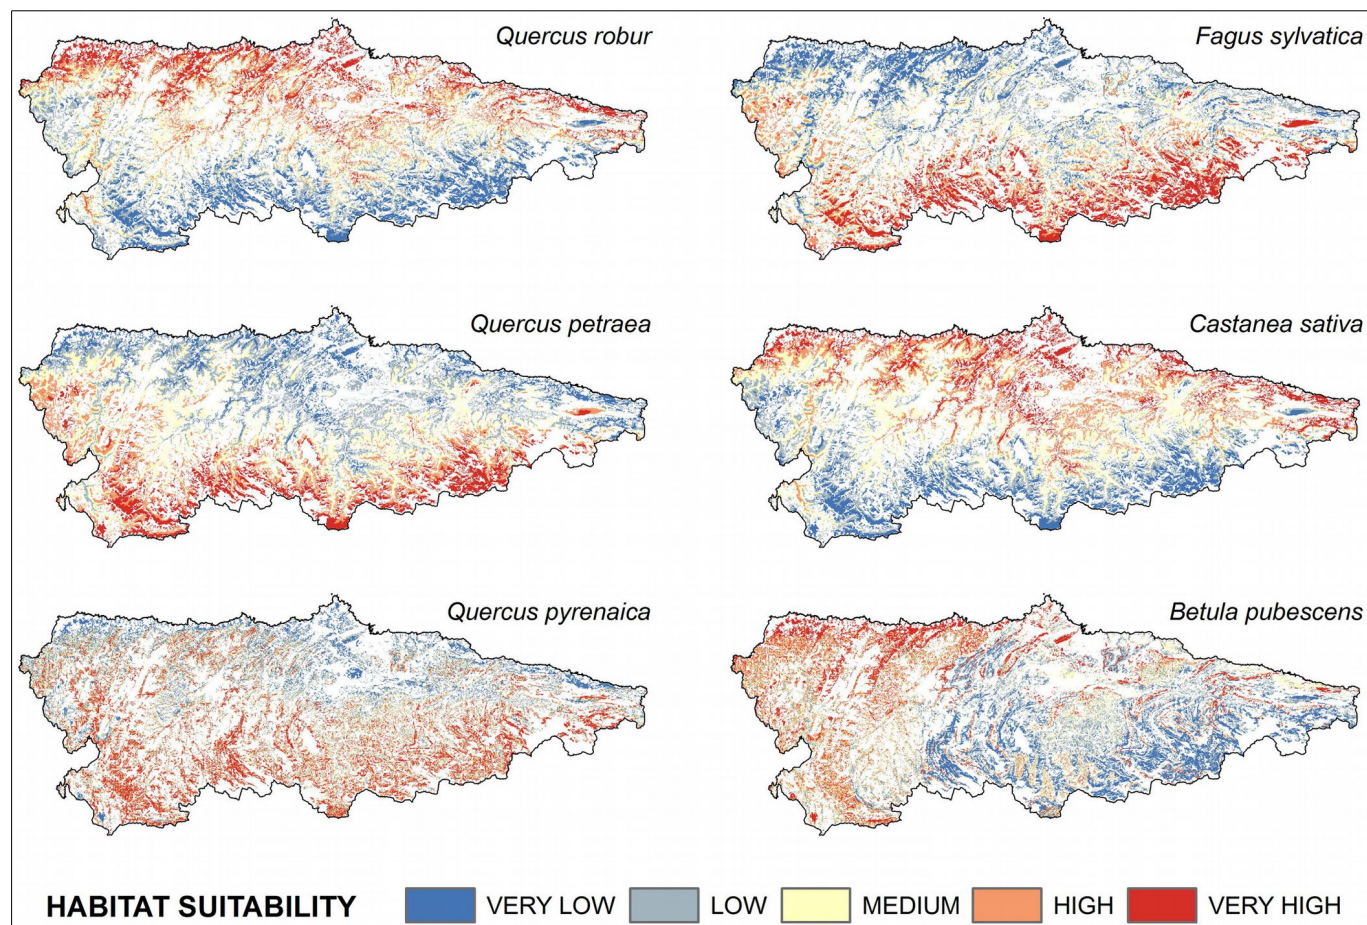 Quercus robur
Fagus sylvatica
Quercus petraea
Castanea sativa
Quercus pyrenaica
Betula pubescens
HABITAT SUITABILITY VERY LOW LOW MEDIUM HIGH VERY HIGH